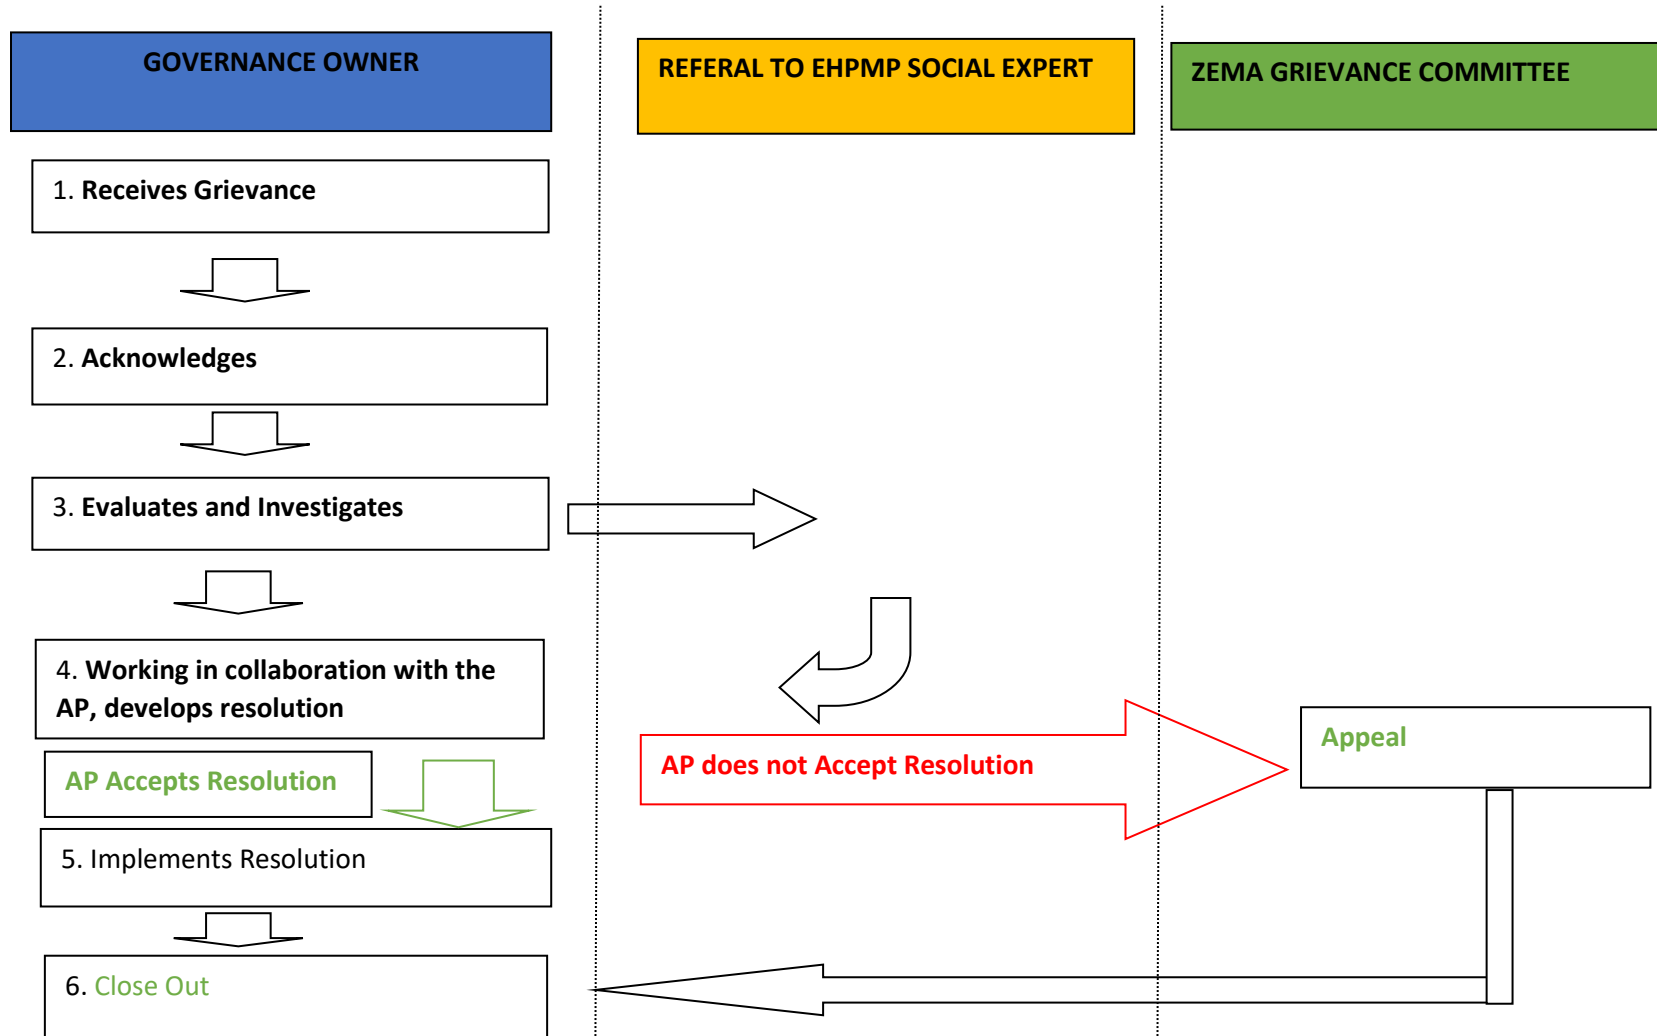 GOVERNANCE OWNER
REFERAL TO EHPMP SOCIAL EXPERT
ZEMA GRIEVANCE COMMITTEE
1. Receives Grievance
2. Acknowledges
3. Evaluates and Investigates
4. Working in collaboration with the
AP, develops resolution
AP Accepts Resolution
AP does not Accept Resolution
Appeal
5. Implements Resolution
6. Close Out